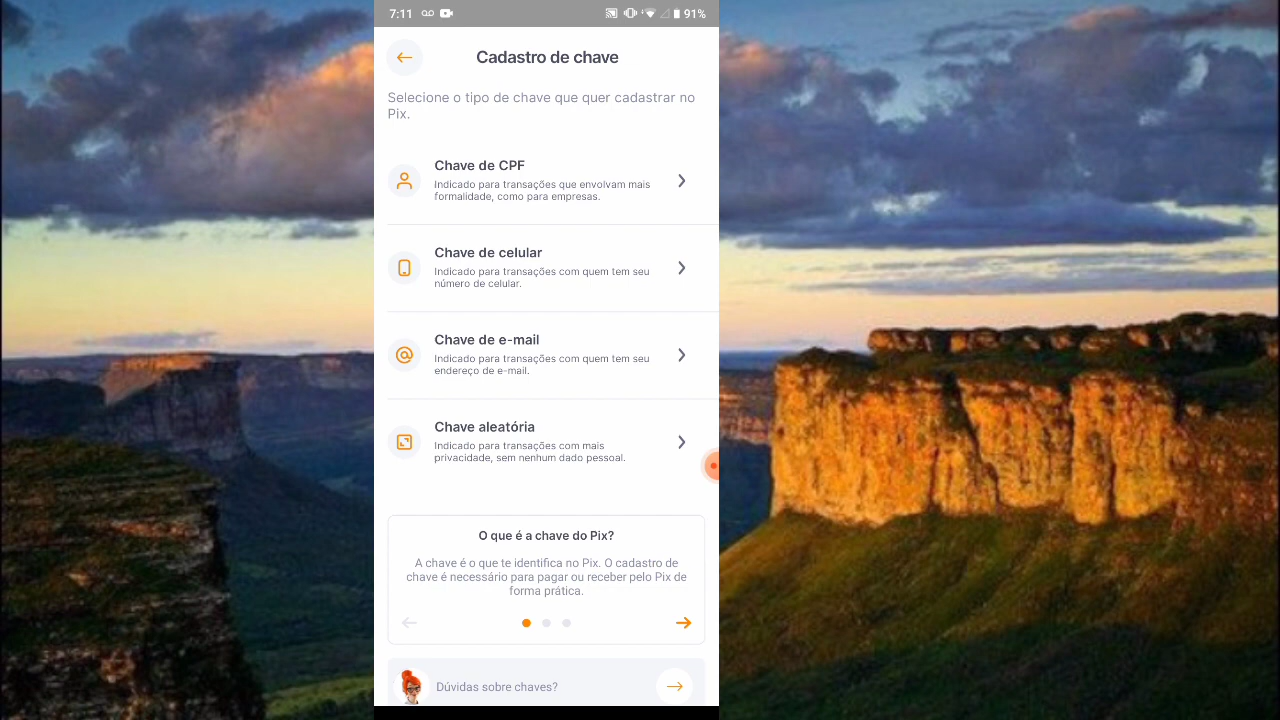 7:11
91%
Cadastro de chave
Selecione o tipo de chave que quer cadastrar no
Pix.
Chave de CPF
Indicado para transações que envolvam mais
formalidade, como para empresas.
Chave de celular
Indicado para transações com quem tem seu
número de celular.
Chave de e-mail
Indicado para transações com quem tem seu
endereço de e-mail.
Chave aleatória
Indicado para transações com mais
privacidade, sem nenhum dado pessoal.
O que é a chave do Pix?
A chave é o que te identifica no Pix. O cadastro de
chave é necessário para pagar ou receber pelo Pix de
forma prática.
Dúvidas sobre chaves?